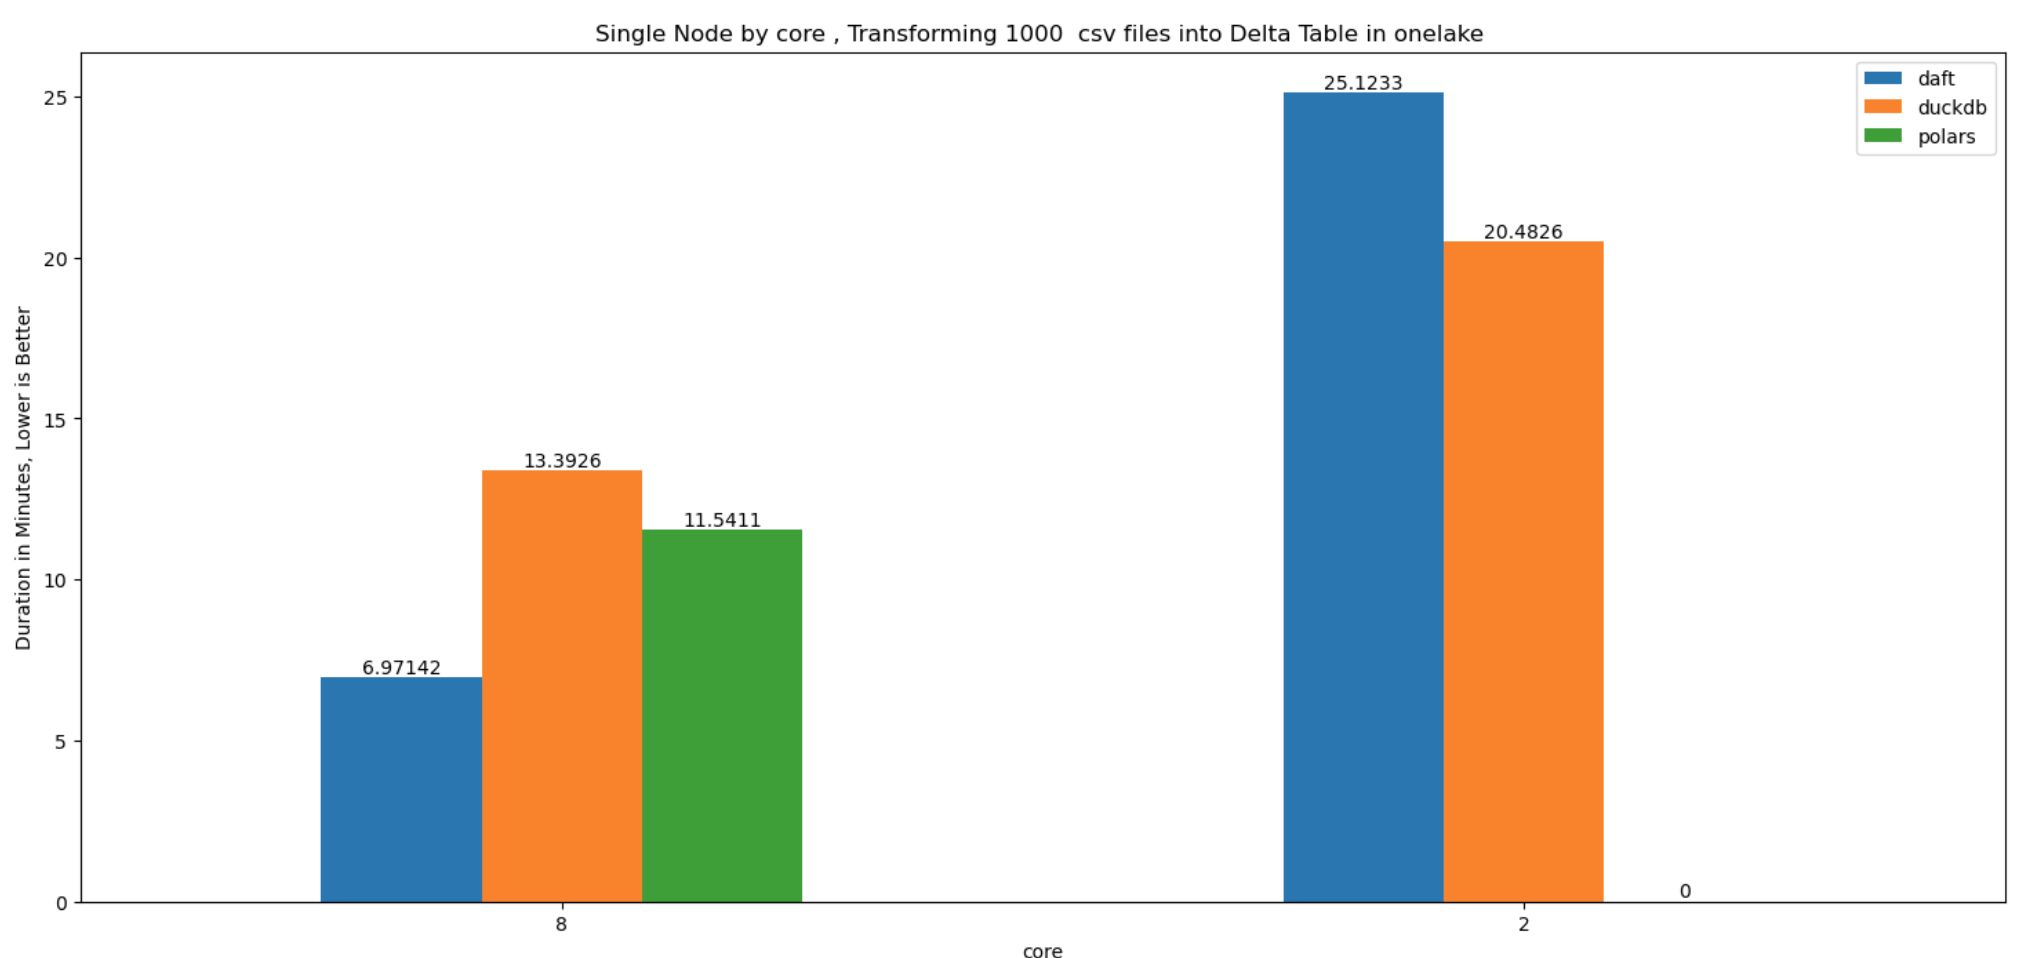 Single Node by core , Transforming 1000  csv files into Delta Table in onelake
daft
duckdb
polars
Duration in Minutes, Lower is Better
25
20
15
10
5
0
6.97142
13.3926
11.5411
25.1233
20.4826
0
8
2
core